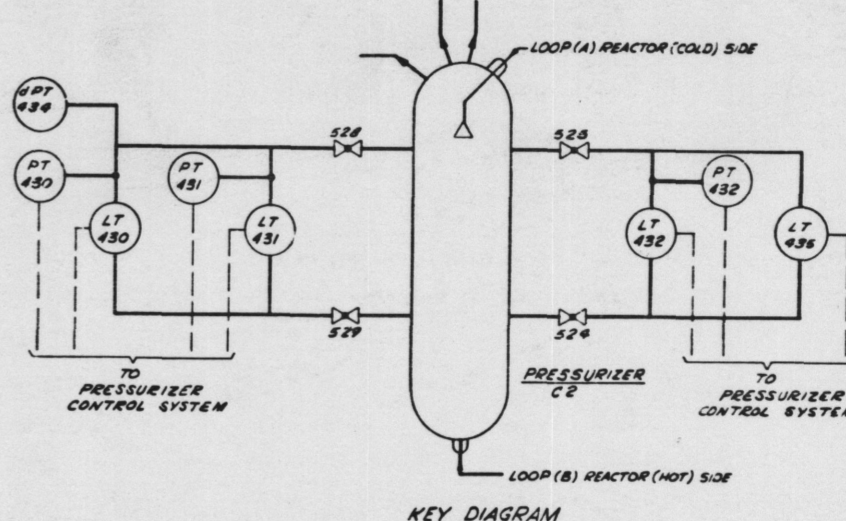 LOOP (A) REACTOR (COLD) SIDE
dPT
434
528
525
PT
430
PT
431
PT
432
LT
430
LT
431
LT
432
LT
435
529
524
TO
PRESSURIZER
CONTROL SYSTEM
PRESSURIZER
C2
TO
PRESSURIZER
CONTROL SYSTEM
LOOP (B) REACTOR (HOT) SIDE
KEY DIAGRAM